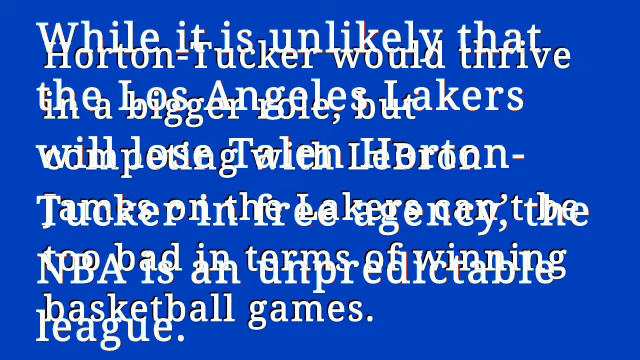 While it is unlikely that
the Los Angeles Lakers
will lose Talen Horton-
Tucker in free agency, the
NBA is an unpredictable
league.
Horton-Tucker would thrive
in a bigger role, but
competing with LeBron
James on the Lakers can’t be
too bad in terms of winning
basketball games.